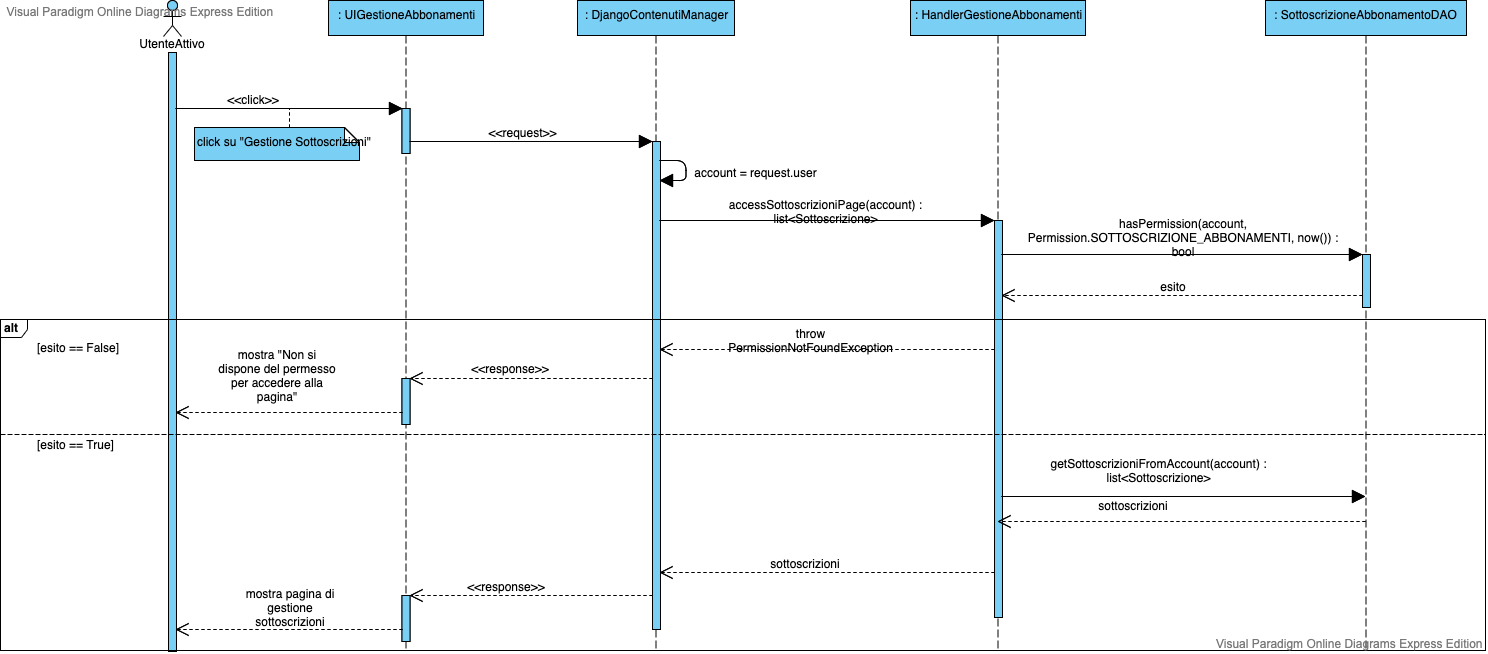 Visual Paradigm Online Diagrams Express Edition
: UIGestioneAbbonamenti
: DjangoContenutiManager
: HandlerGestioneAbbonamenti
: SottoscrizioneAbbonamentoDAO
UtenteAttivo
<<click>>
click su "Gestione Sottoscrizioni"
<<request>>
account = request.user
accessSottoscrizioniPage(account) :
list<Sottoscrizione>
hasPermission(account,
Permission.SOTTOSCRIZIONE_ABBONAMENTI, now()) :
bool
esito
alt
[esito == False]
throw
PermissionNotFoundException
<<response>>
mostra "Non si
dispone del permesso
per accedere alla
pagina"
[esito == True]
getSottoscrizioniFromAccount(account) :
list<Sottoscrizione>
sottoscrizioni
sottoscrizioni
<<response>>
mostra pagina di
gestione
sottoscrizioni
Visual Paradigm Online Diagrams Express Edition